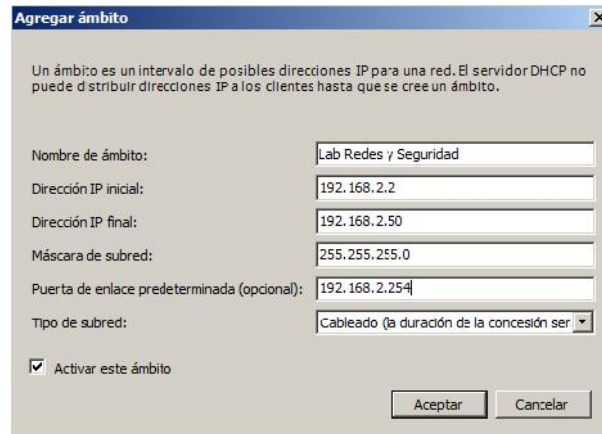 Agregar ámbito
Un ámbito es un intervalo de posibles direcciones IP para una red. El servidor DHCP no
puede distribuir direcciones IP a los clientes hasta que se cree un ámbito.
Nombre de ámbito: Lab Redes y Seguridad
Dirección IP inicial: 192.168.2.2
Dirección IP final: 192.168.2.50
Máscara de subred: 255.255.255.0
Puerta de enlace predeterminada (opcional): 192.168.2.254
Tipo de subred: Cableado (la duración de la concesión ser
Activar este ámbito
Aceptar Cancelar